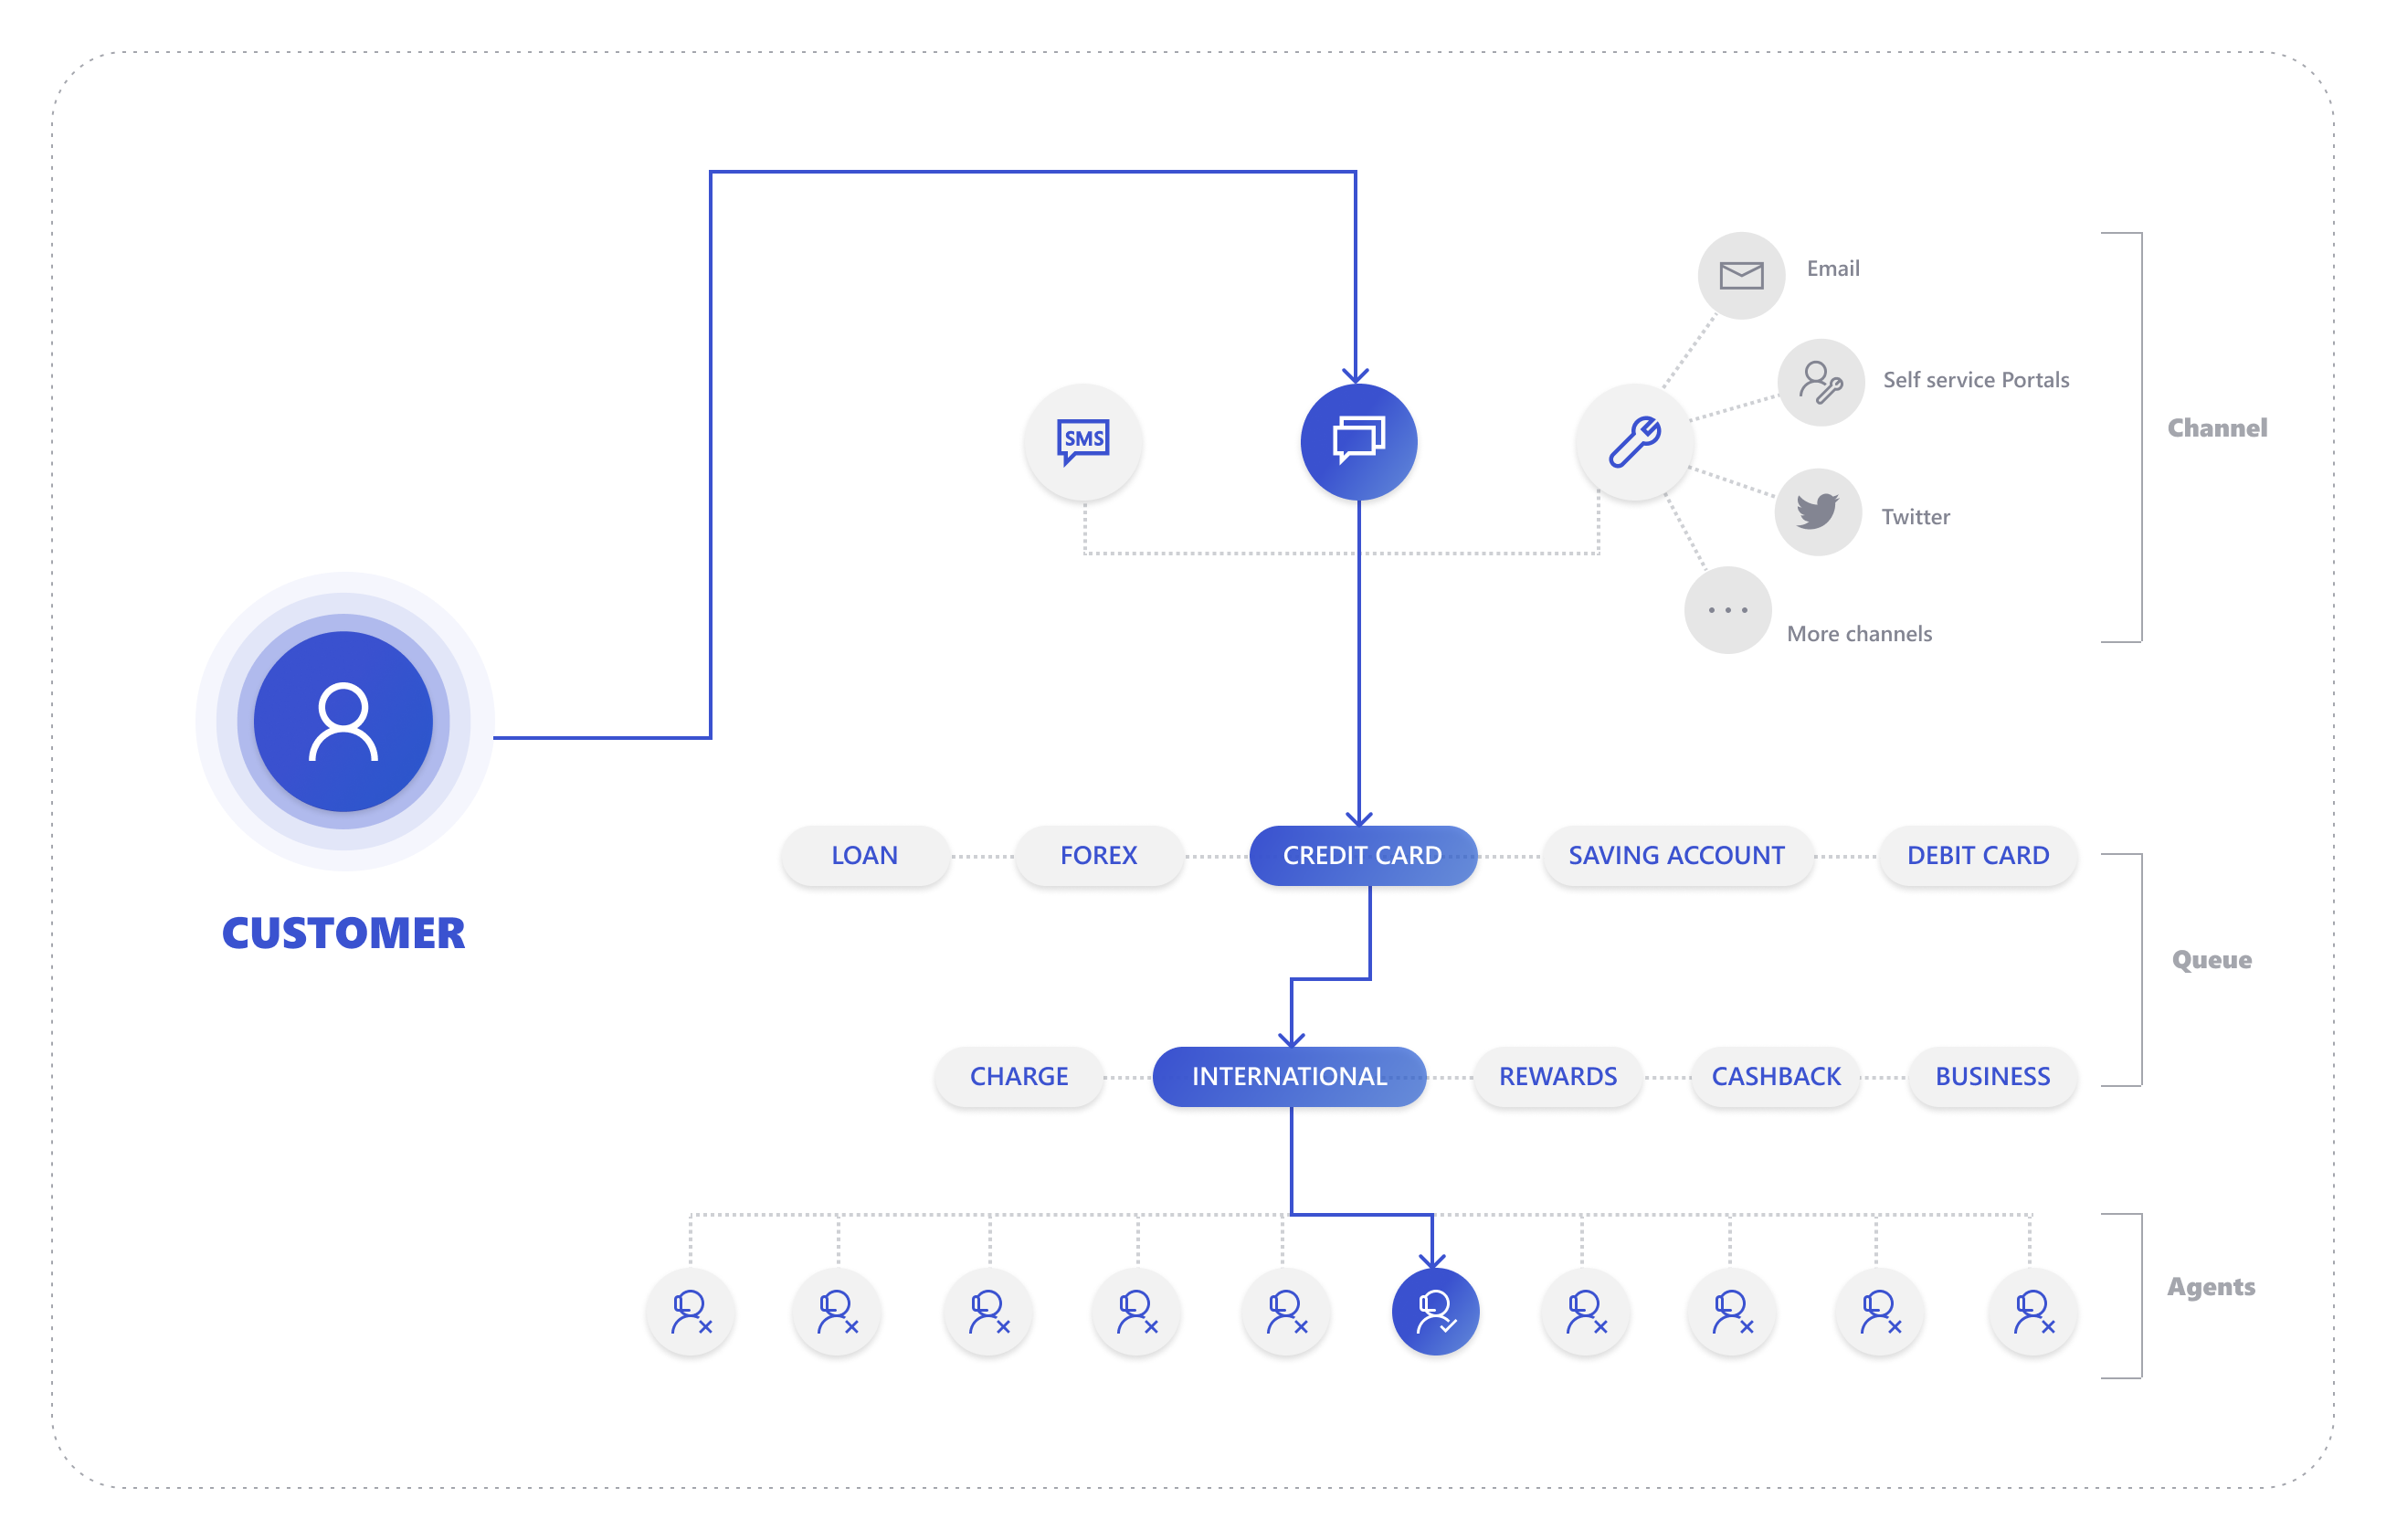 Email
Self service Portals
SMS
Channel
Twitter
More channels
LOAN
FOREX
CREDIT CARD
SAVING ACCOUNT
DEBIT CARD
CUSTOMER
Queue
CHARGE
INTERNATIONAL
REWARDS
CASHBACK
BUSINESS
Agents